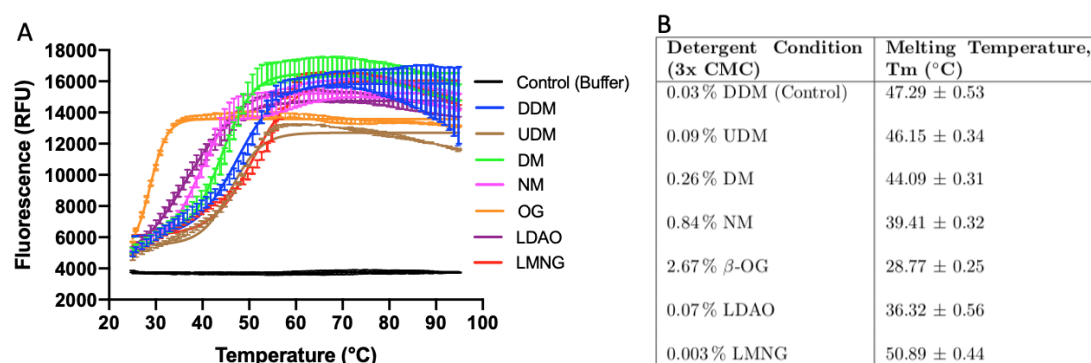 A
Fluorescence (RFU)
18000
16000
14000
12000
10000
8000
6000
4000
2000
20 30 40 50 60 70 80 90 100
Temperature (°C)
Control (Buffer)
DDM
UDM
DM
NM
OG
LDAO
LMNG
B
Detergent Condition (3x CMC) | Melting Temperature, Tm (°C)
0.03% DDM (Control) 47.29 ± 0.53
0.09% UDM 46.15 ± 0.34
0.26% DM 44.09 ± 0.31
0.84% NM 39.41 ± 0.32
2.67% β-OG 28.77 ± 0.25
0.07% LDAO 36.32 ± 0.56
0.003% LMNG 50.89 ± 0.44